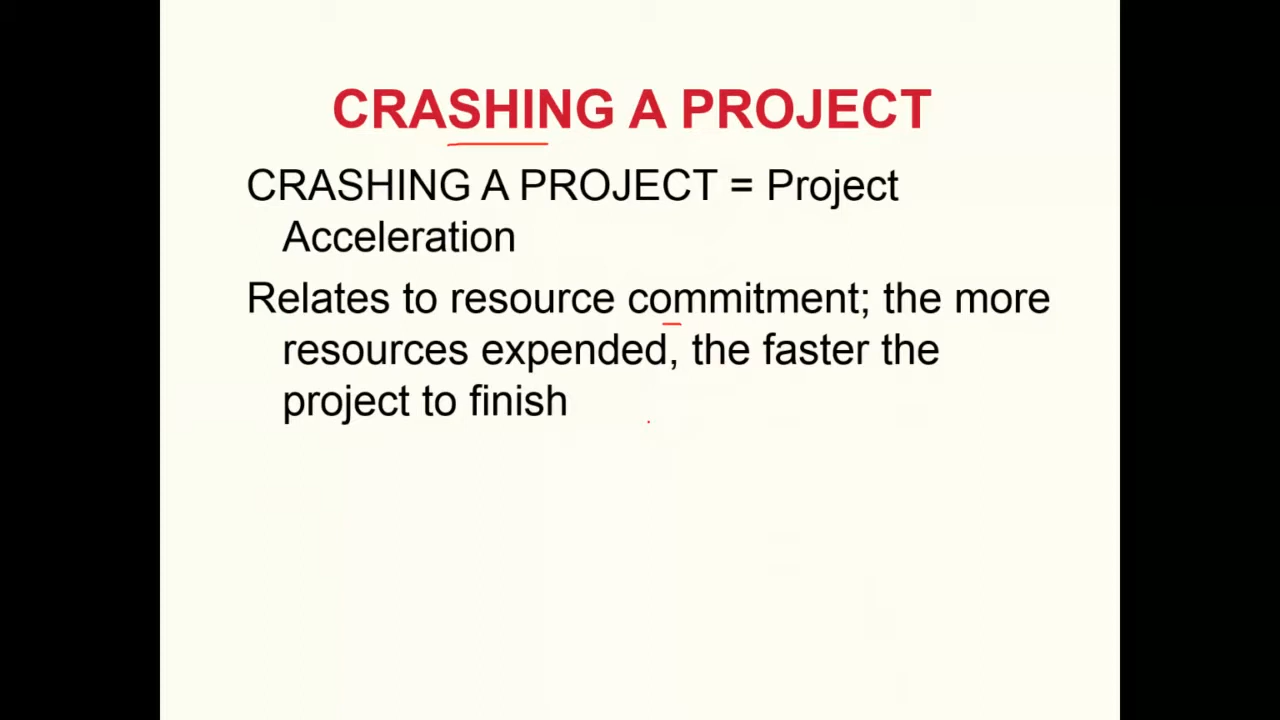 CRASHING A PROJECT
CRASHING A PROJECT = Project
Acceleration
Relates to resource commitment; the more
resources expended, the faster the
project to finish